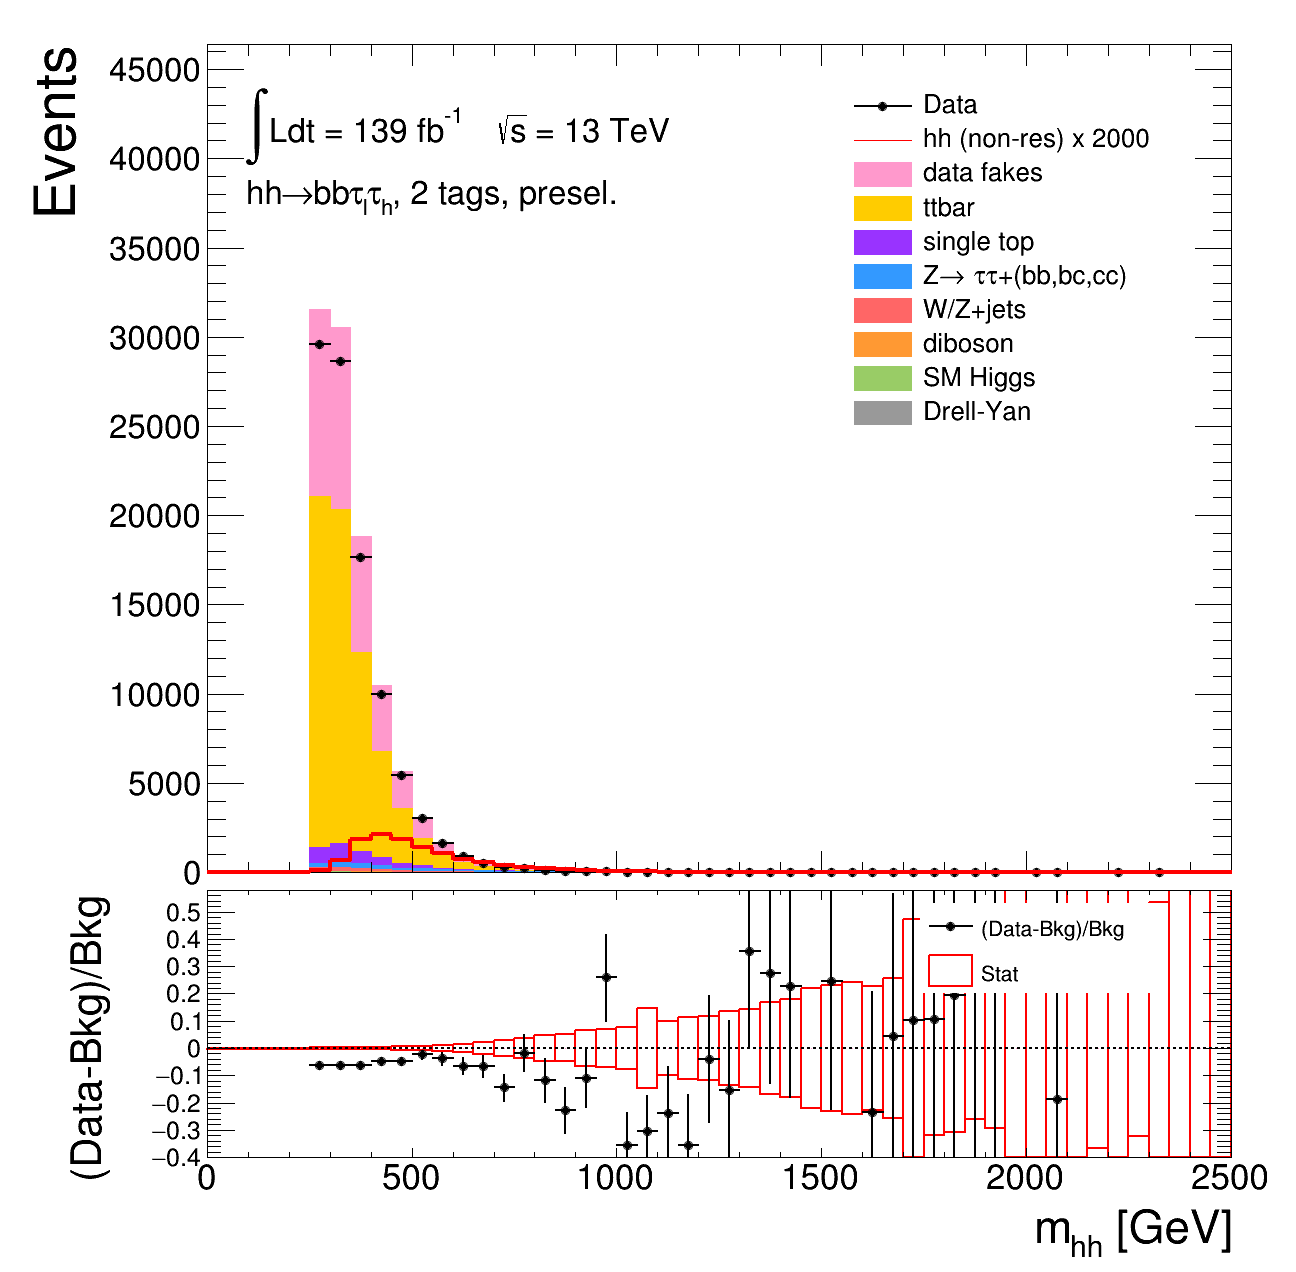 Events
45000
40000
35000
30000
25000
20000
15000
10000
5000
0
∫Ldt = 139 fb-1 √s = 13 TeV
hh→bbτlτh, 2 tags, presel.
Data
hh (non-res) x 2000
data fakes
ttbar
single top
Z→ ττ+(bb,bc,cc)
W/Z+jets
diboson
SM Higgs
Drell-Yan
(Data-Bkg)/Bkg
0.5
0.4
0.3
0.2
0.1
0
−0.1
−0.2
−0.3
−0.4
(Data-Bkg)/Bkg
Stat
0 500 1000 1500 2000 2500
mhh [GeV]